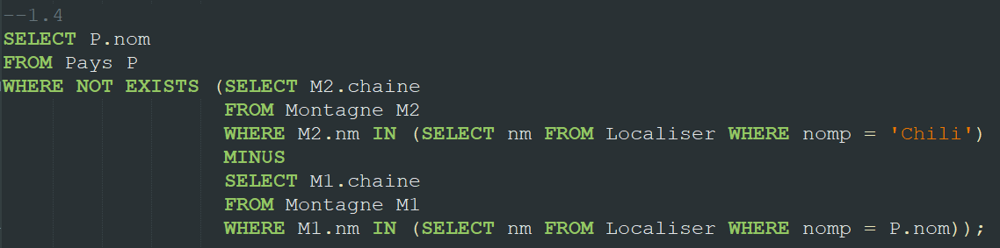 --1.4
SELECT P.nom
FROM Pays P
WHERE NOT EXISTS (SELECT M2.chaine
FROM Montagne M2
WHERE M2.nm IN (SELECT nm FROM Localiser WHERE nomp = 'Chili')
MINUS
SELECT M1.chaine
FROM Montagne M1
WHERE M1.nm IN (SELECT nm FROM Localiser WHERE nomp = P.nom));